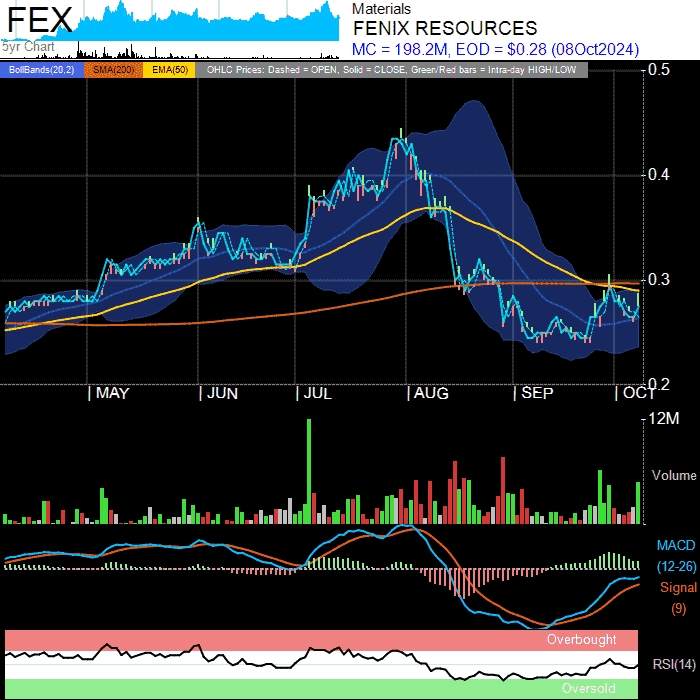 FEX
5yr Chart
Materials
FENIX RESOURCES
MC = 198.2M, EOD = $0.28 (08Oct2024)
BollBands(20,2) SMA(200) EMA(50) OHLC Prices: Dashed = OPEN, Solid = CLOSE, Green/Red bars = Intra-day HIGH/LOW
0.5
0.4
0.3
0.2
MAY JUN JUL AUG SEP OCT
12M
Volume
MACD
(12-26)
Signal
(9)
Overbought
RSI(14)
Oversold